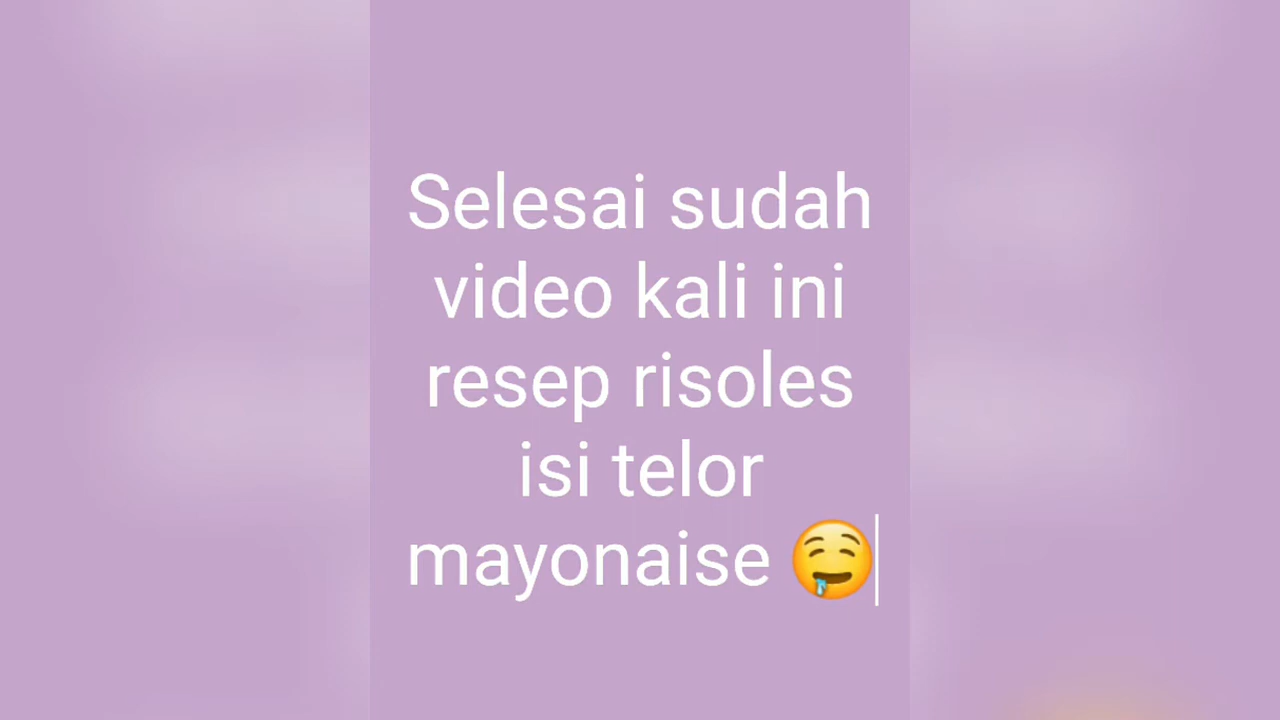 Selesai sudah
video kali ini
resep risoles
isi telor
mayonaise 🤤